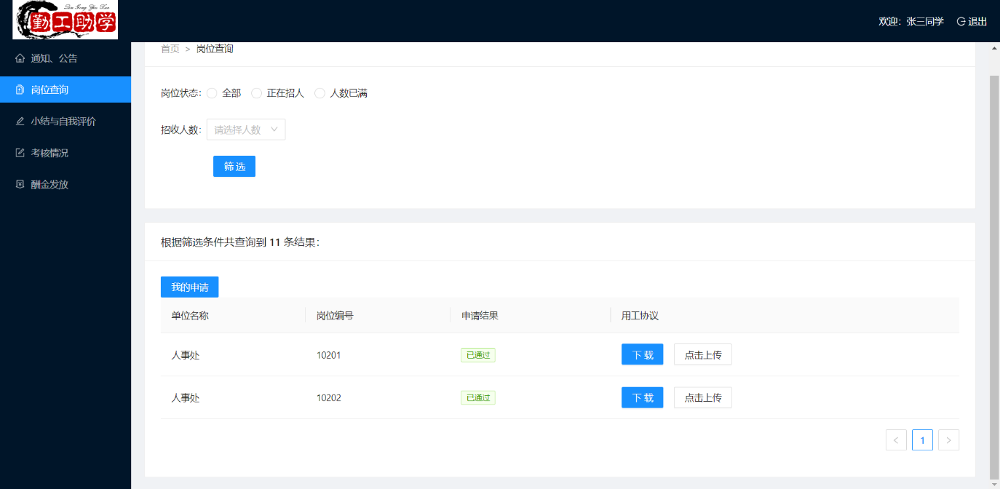 Qin Gong Zhu Xue
勤工助学
欢迎：张三同学 退出
通知、公告
岗位查询
小结与自我评价
考核情况
酬金发放
首页 > 岗位查询
岗位状态： 全部 正在招人 人数已满
招收人数： 请选择人数
筛 选
根据筛选条件共查询到 11 条结果：
我的申请
单位名称 岗位编号 申请结果 用工协议
人事处 10201 已通过 下 载 点击上传
人事处 10202 已通过 下 载 点击上传
< 1 >